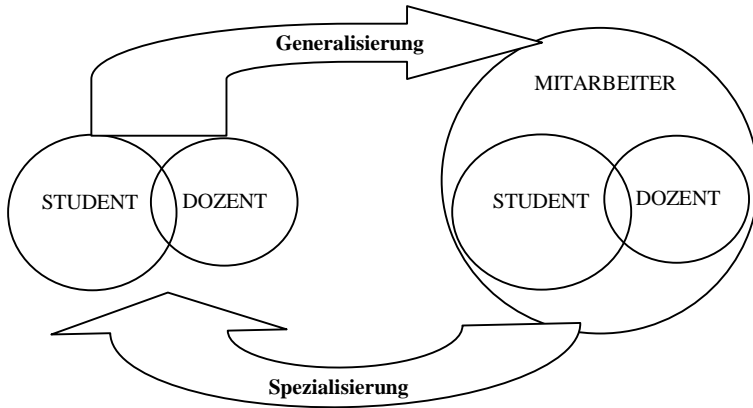 Generalisierung
MITARBEITER
STUDENT
DOZENT
STUDENT
DOZENT
Spezialisierung